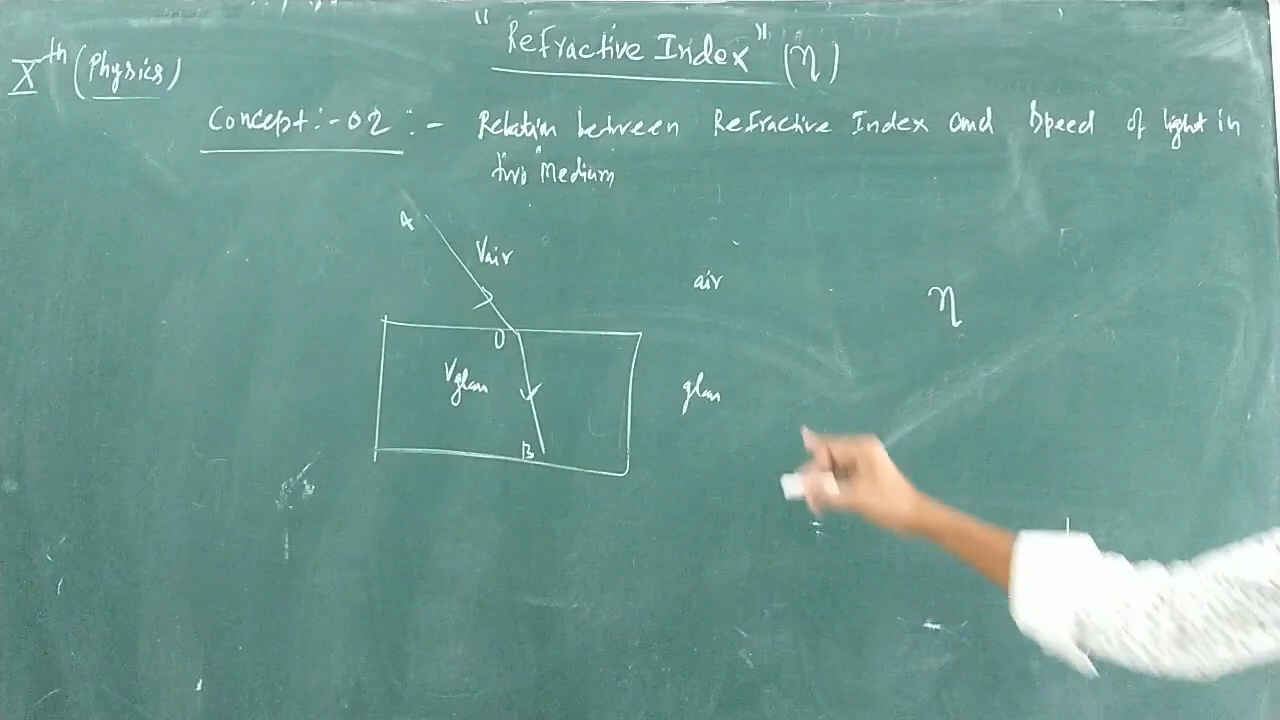 "Refractive Index" (η)
Xth (Physics)
Concept:-02 :- Relation between Refractive Index and Speed of light in
two Medium
A
Vair
air
η
O
Vglass
glass
B